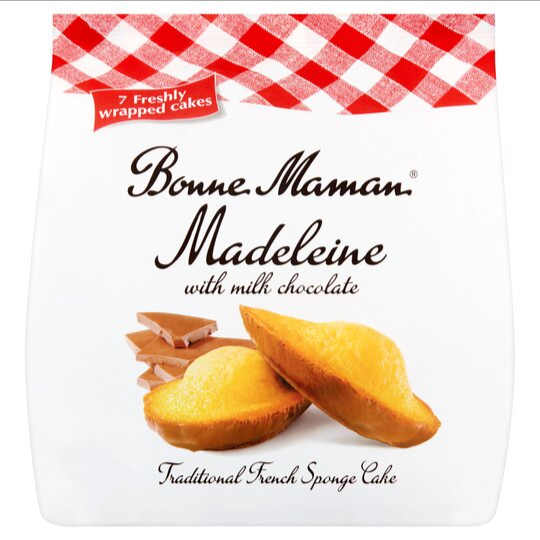 7 Freshly
wrapped cakes
Bonne Maman®
Madeleine
with milk chocolate
Traditional French Sponge Cake